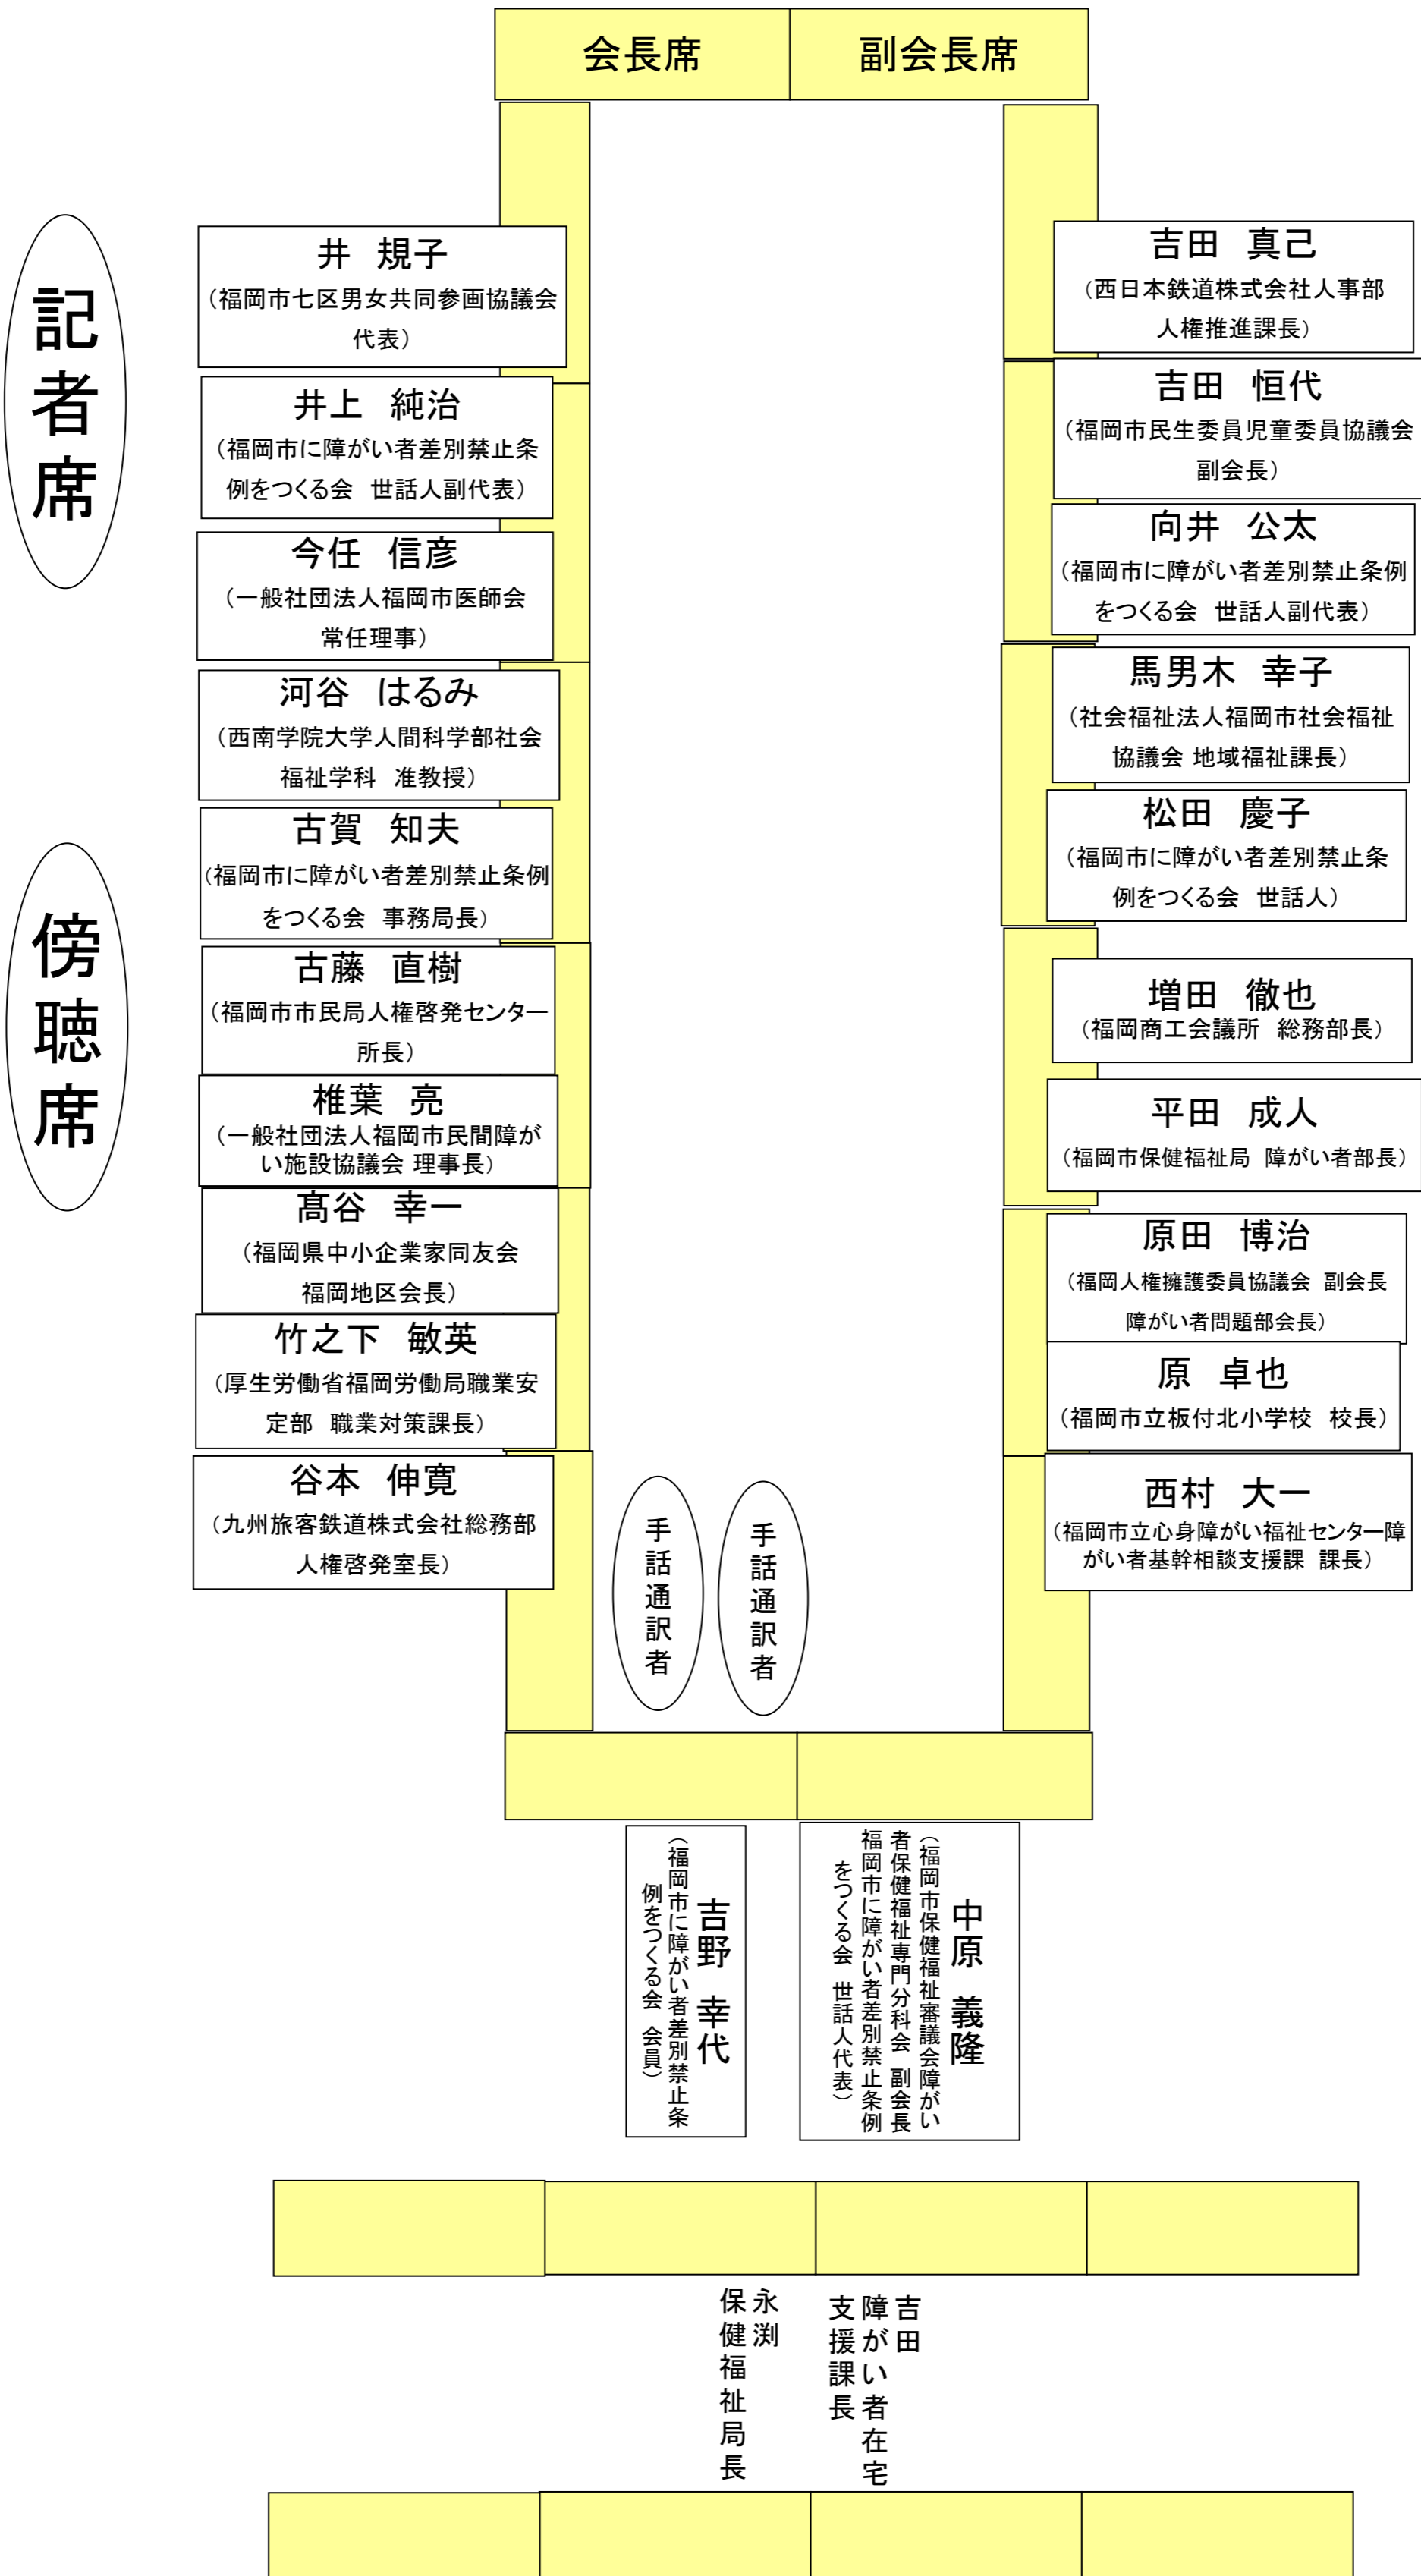 会長席
副会長席
記者席
傍聴席
井　規子
（福岡市七区男女共同参画協議会
代表）
井上　純治
（福岡市に障がい者差別禁止条
例をつくる会　世話人副代表）
今任　信彦
（一般社団法人福岡市医師会
常任理事）
河谷　はるみ
（西南学院大学人間科学部社会
福祉学科　准教授）
古賀　知夫
（福岡市に障がい者差別禁止条例
をつくる会　事務局長）
古藤　直樹
（福岡市市民局人権啓発センター
所長）
椎葉　亮
（一般社団法人福岡市民間障が
い施設協議会 理事長）
髙谷　幸一
（福岡県中小企業家同友会
福岡地区会長）
竹之下　敏英
（厚生労働省福岡労働局職業安
定部　職業対策課長）
谷本　伸寛
（九州旅客鉄道株式会社総務部
人権啓発室長）
吉田　真己
（西日本鉄道株式会社人事部
人権推進課長）
吉田　恒代
（福岡市民生委員児童委員協議会
副会長）
向井　公太
（福岡市に障がい者差別禁止条例
をつくる会　世話人副代表）
馬男木　幸子
（社会福祉法人福岡市社会福祉
協議会 地域福祉課長）
松田　慶子
（福岡市に障がい者差別禁止条
例をつくる会　世話人）
増田　徹也
（福岡商工会議所　総務部長）
平田　成人
（福岡市保健福祉局　障がい者部長）
原田　博治
（福岡人権擁護委員協議会　副会長
障がい者問題部会長）
原　卓也
（福岡市立板付北小学校　校長）
西村　大一
（福岡市立心身障がい福祉センター障
がい者基幹相談支援課　課長）
手話通訳者
手話通訳者
中原　義隆
（福岡市保健福祉審議会障がい
者保健福祉専門分科会　副会長
福岡市に障がい者差別禁止条例
をつくる会　世話人代表）
吉野　幸代
（福岡市に障がい者差別禁止条
例をつくる会　会員）
吉田
障がい者在宅
支援課長
永渕
保健福祉局長